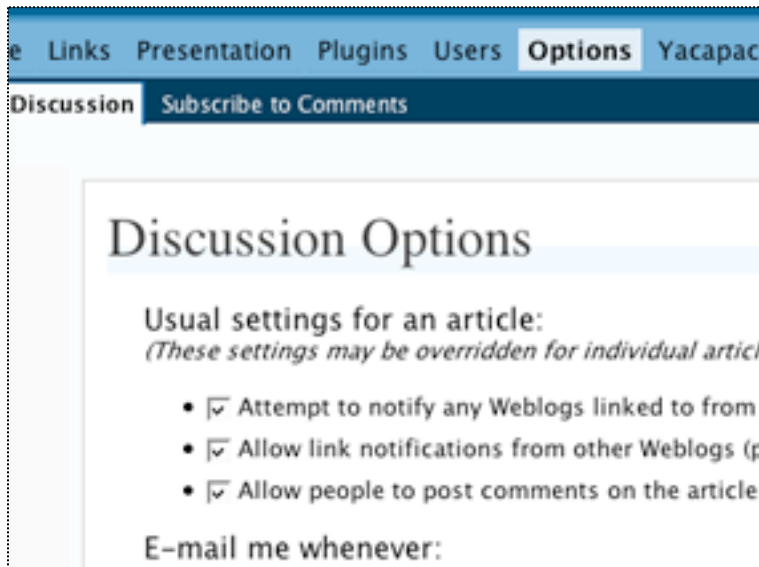 Links Presentation Plugins Users Options
Discussion Subscribe to Comments
Discussion Options
Usual settings for an article:
(These settings may be overridden for individual
• Attempt to notify any Weblogs linked to from
• Allow link notifications from other Weblogs
• Allow people to post comments on the article
E-mail me whenever: